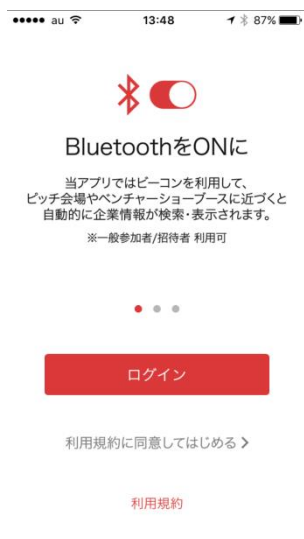 au 13:48 87%
BluetoothをONに
当アプリではビーコンを利用して、
ピッチ会場やベンチャーショーブースに近づくと
自動的に企業情報が検索・表示されます。
※一般参加者/招待者 利用可
ログイン
利用規約に同意してはじめる >
利用規約